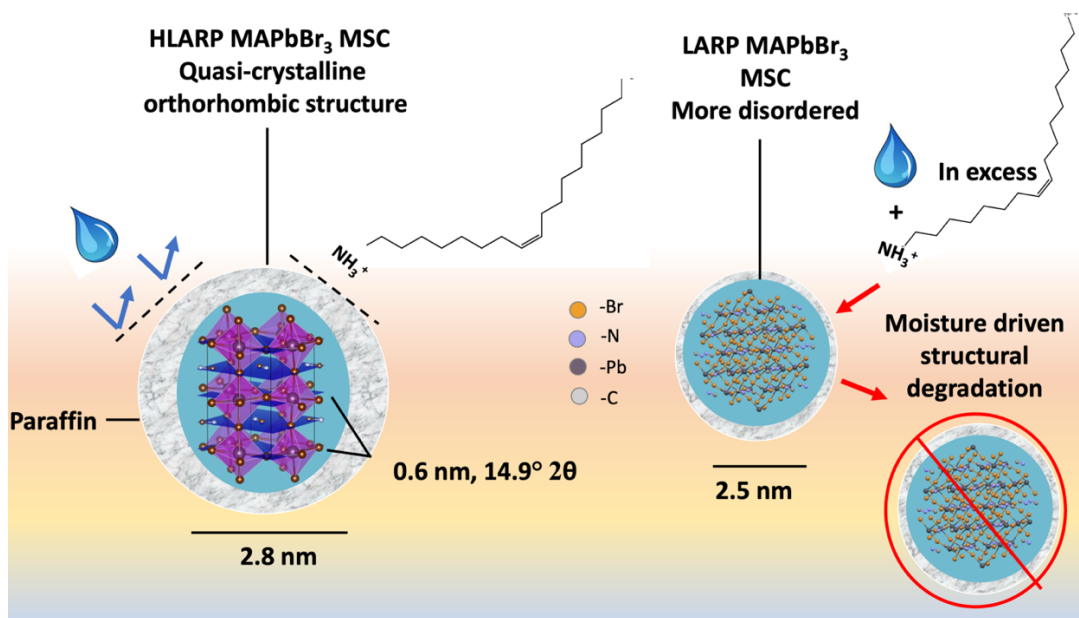 HLARP MAPbBr₃ MSC
Quasi-crystalline
orthorhombic structure
LARP MAPbBr₃
MSC
More disordered
In excess
+
NH₃⁺
NH₃⁺
-Br
-N
-Pb
-C
Moisture driven
structural
degradation
Paraffin
0.6 nm, 14.9° 2θ
2.5 nm
2.8 nm